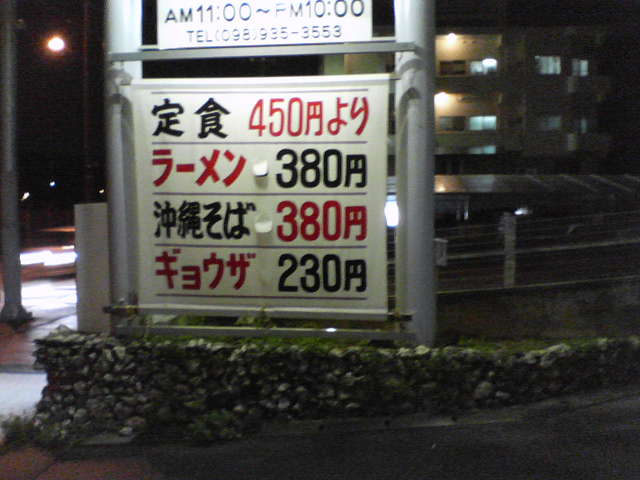 AM11:00～PM10:00
TEL(098)935-3553
定食 450円より
ラーメン 380円
沖縄そば 380円
ギョウザ 230円